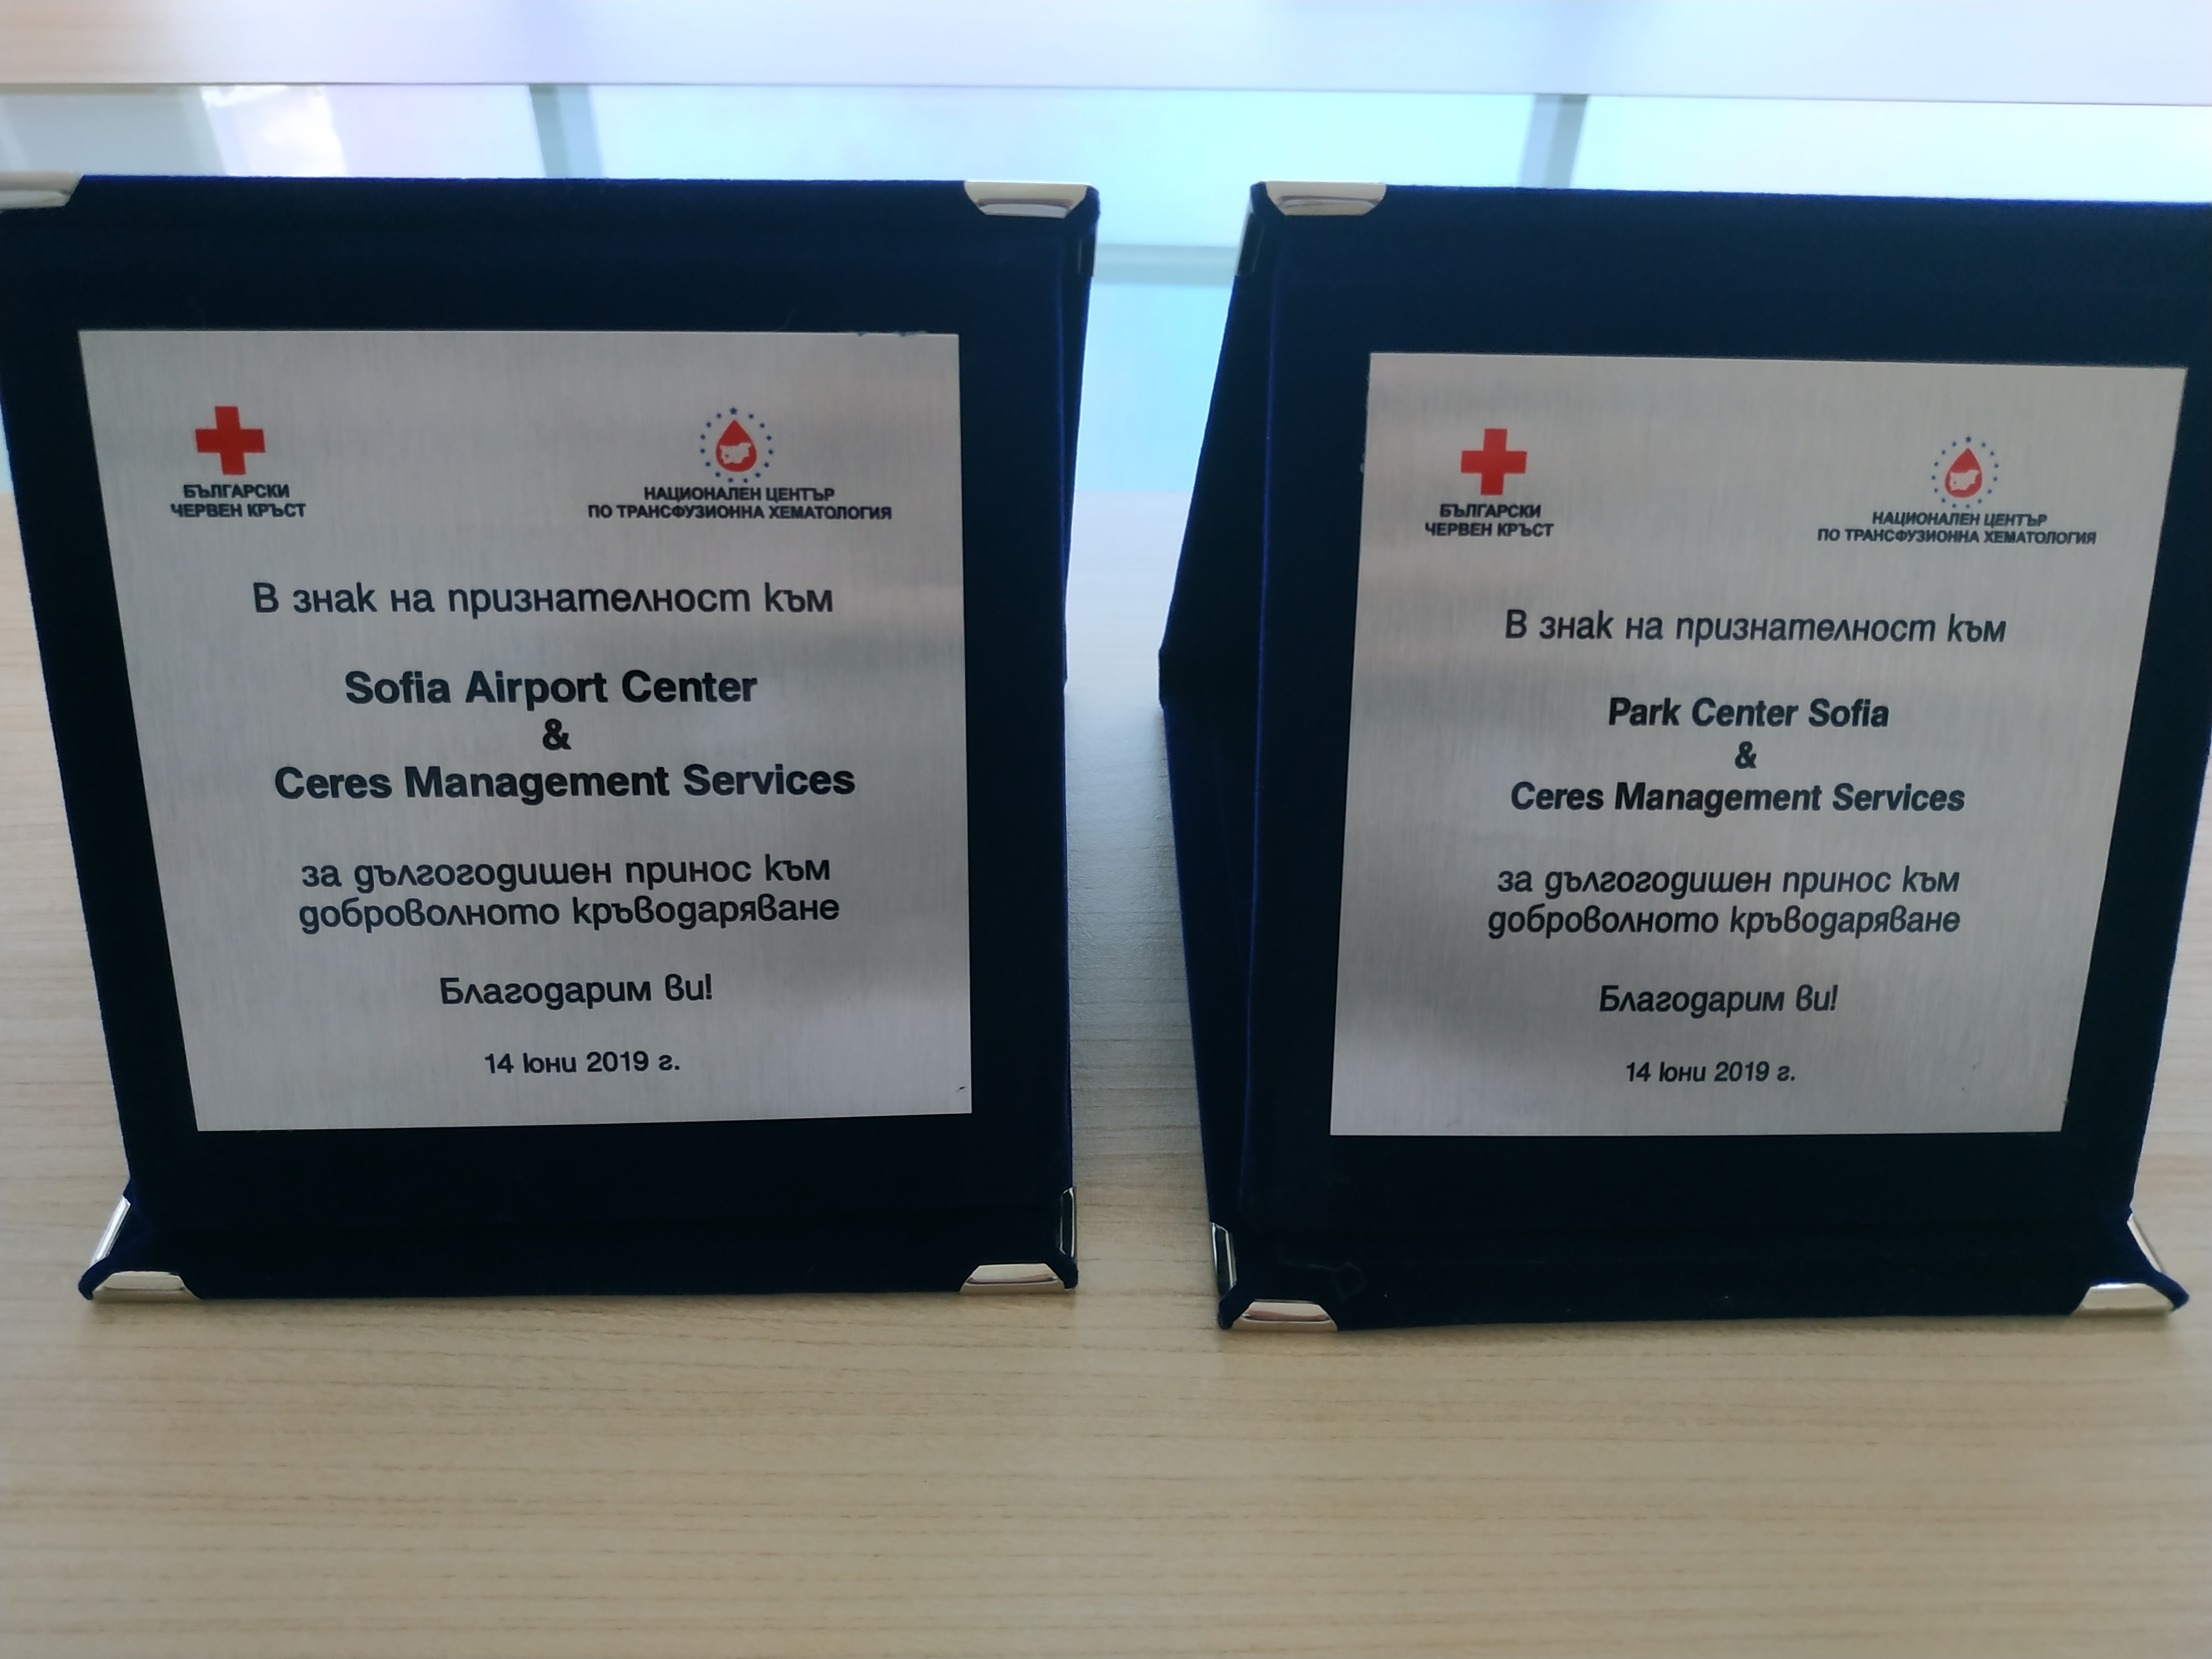 БЪЛГАРСКИ
ЧЕРВЕН КРЪСТ
НАЦИОНАЛЕН ЦЕНТЪР
ПО ТРАНСФУЗИОННА ХЕМАТОЛОГИЯ
В знак на признателност към
Sofia Airport Center
&
Ceres Management Services
за дългогодишен принос към
доброволното кръводаряване
Благодарим ви!
14 юни 2019 г.
БЪЛГАРСКИ
ЧЕРВЕН КРЪСТ
НАЦИОНАЛЕН ЦЕНТЪР
ПО ТРАНСФУЗИОННА ХЕМАТОЛОГИЯ
В знак на признателност към
Park Center Sofia
&
Ceres Management Services
за дългогодишен принос към
доброволното кръводаряване
Благодарим ви!
14 юни 2019 г.